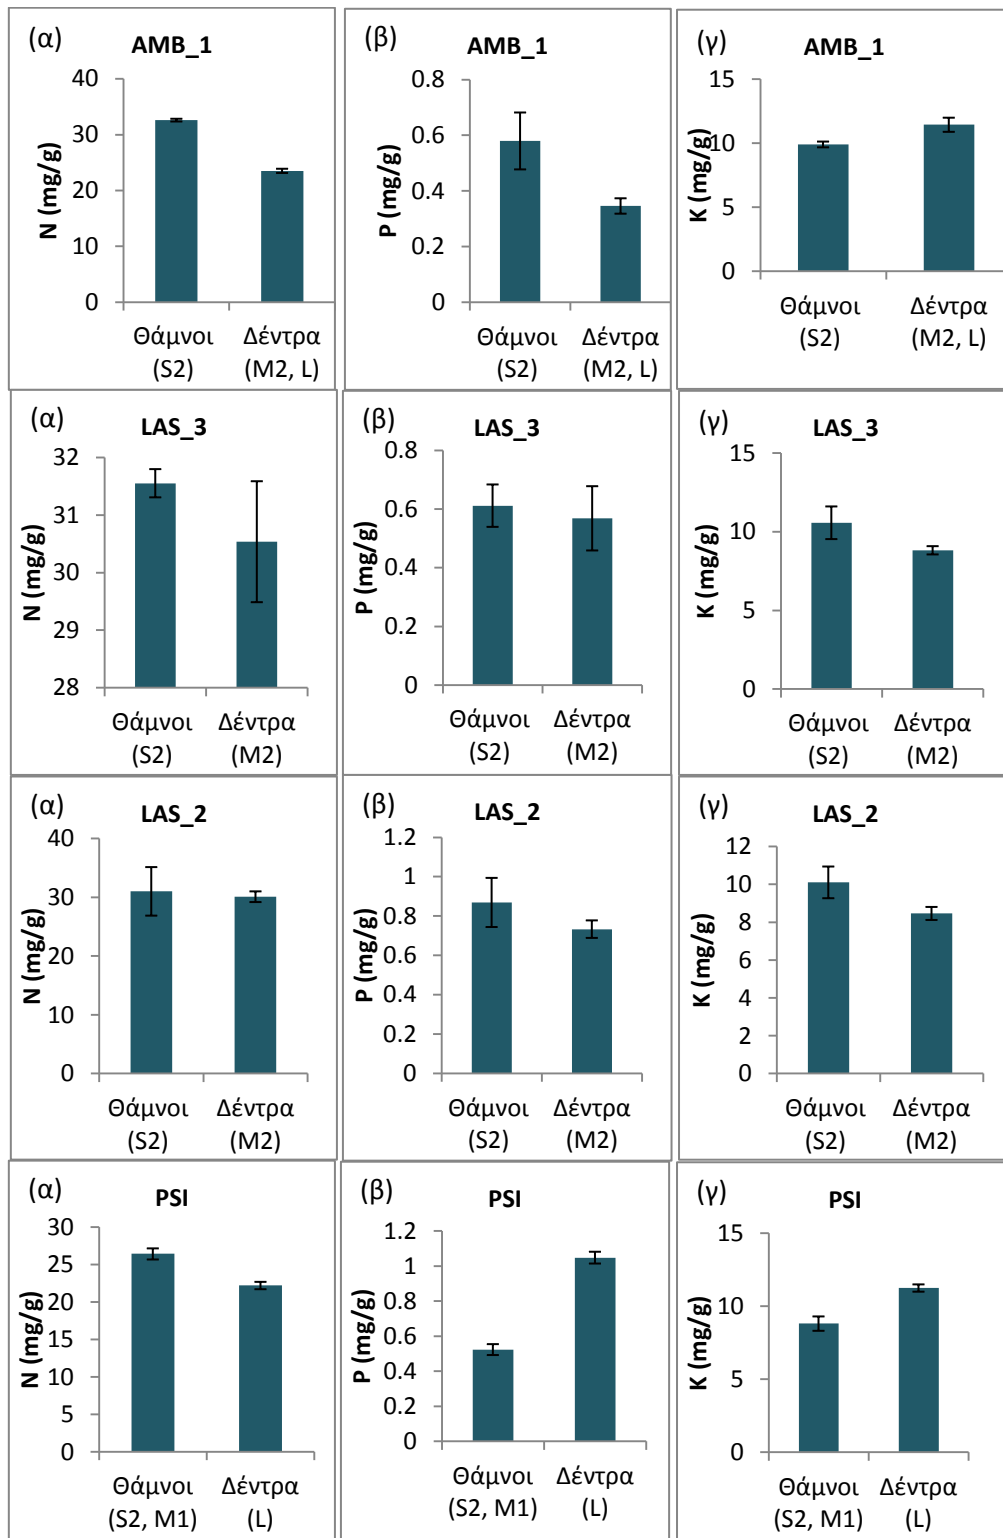 (α)
AMB_1
N (mg/g)
40
30
20
10
0
Θάμνοι
(S2)
Δέντρα
(M2, L)
(β)
AMB_1
P (mg/g)
0.8
0.6
0.4
0.2
0
Θάμνοι
(S2)
Δέντρα
(M2, L)
(γ)
AMB_1
K (mg/g)
15
10
5
0
Θάμνοι
(S2)
Δέντρα
(M2, L)
(α)
LAS_3
N (mg/g)
32
31
30
29
28
Θάμνοι
(S2)
Δέντρα
(M2)
(β)
LAS_3
P (mg/g)
0.8
0.6
0.4
0.2
0
Θάμνοι
(S2)
Δέντρα
(M2)
(γ)
LAS_3
K (mg/g)
15
10
5
0
Θάμνοι
(S2)
Δέντρα
(M2)
(α)
LAS_2
N (mg/g)
40
30
20
10
0
Θάμνοι
(S2)
Δέντρα
(M2)
(β)
LAS_2
P (mg/g)
1.2
1
0.8
0.6
0.4
0.2
0
Θάμνοι
(S2)
Δέντρα
(M2)
(γ)
LAS_2
K (mg/g)
12
10
8
6
4
2
0
Θάμνοι
(S2)
Δέντρα
(M2)
(α)
PSI
N (mg/g)
30
25
20
15
10
5
0
Θάμνοι
(S2, M1)
Δέντρα
(L)
(β)
PSI
P (mg/g)
1.2
1
0.8
0.6
0.4
0.2
0
Θάμνοι
(S2, M1)
Δέντρα
(L)
(γ)
PSI
K (mg/g)
15
10
5
0
Θάμνοι
(S2, M1)
Δέντρα
(L)